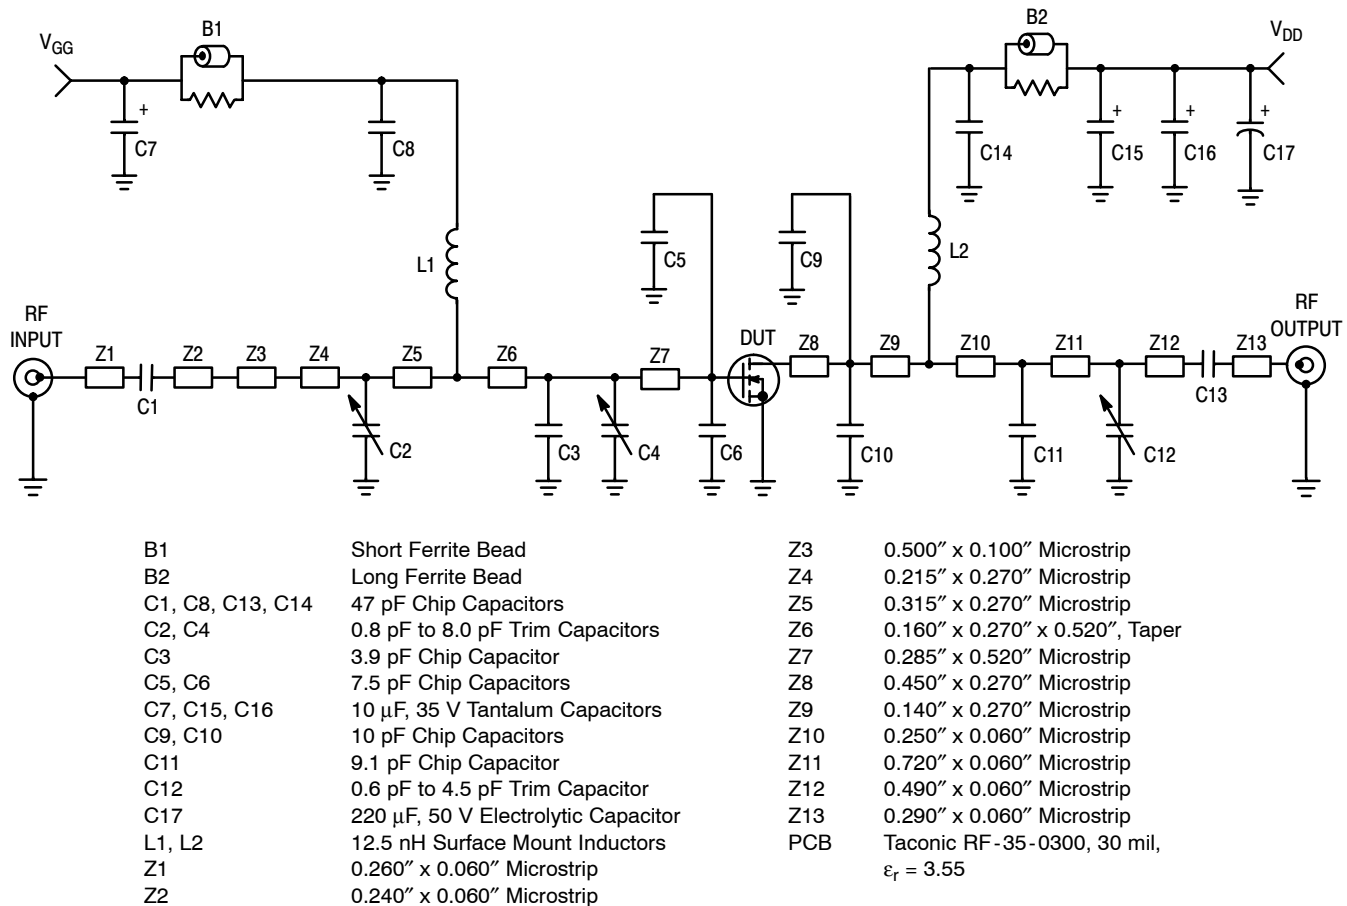 B1
B2
VGG
VDD
+
C7
C8
C14
+
C15
+
C16
+
C17
C5
C9
L1
L2
RF
INPUT
RF
OUTPUT
DUT
Z1
Z2
Z3
Z4
Z5
Z6
Z7
Z8
Z9
Z10
Z11
Z12
Z13
C1
C13
C2
C3
C4
C6
C10
C11
C12
B1 Short Ferrite Bead
B2 Long Ferrite Bead
C1, C8, C13, C14 47 pF Chip Capacitors
C2, C4 0.8 pF to 8.0 pF Trim Capacitors
C3 3.9 pF Chip Capacitor
C5, C6 7.5 pF Chip Capacitors
C7, C15, C16 10 μF, 35 V Tantalum Capacitors
C9, C10 10 pF Chip Capacitors
C11 9.1 pF Chip Capacitor
C12 0.6 pF to 4.5 pF Trim Capacitor
C17 220 μF, 50 V Electrolytic Capacitor
L1, L2 12.5 nH Surface Mount Inductors
Z1 0.260″ x 0.060″ Microstrip
Z2 0.240″ x 0.060″ Microstrip
Z3 0.500″ x 0.100″ Microstrip
Z4 0.215″ x 0.270″ Microstrip
Z5 0.315″ x 0.270″ Microstrip
Z6 0.160″ x 0.270″ x 0.520″, Taper
Z7 0.285″ x 0.520″ Microstrip
Z8 0.450″ x 0.270″ Microstrip
Z9 0.140″ x 0.270″ Microstrip
Z10 0.250″ x 0.060″ Microstrip
Z11 0.720″ x 0.060″ Microstrip
Z12 0.490″ x 0.060″ Microstrip
Z13 0.290″ x 0.060″ Microstrip
PCB Taconic RF-35-0300, 30 mil,
εr = 3.55